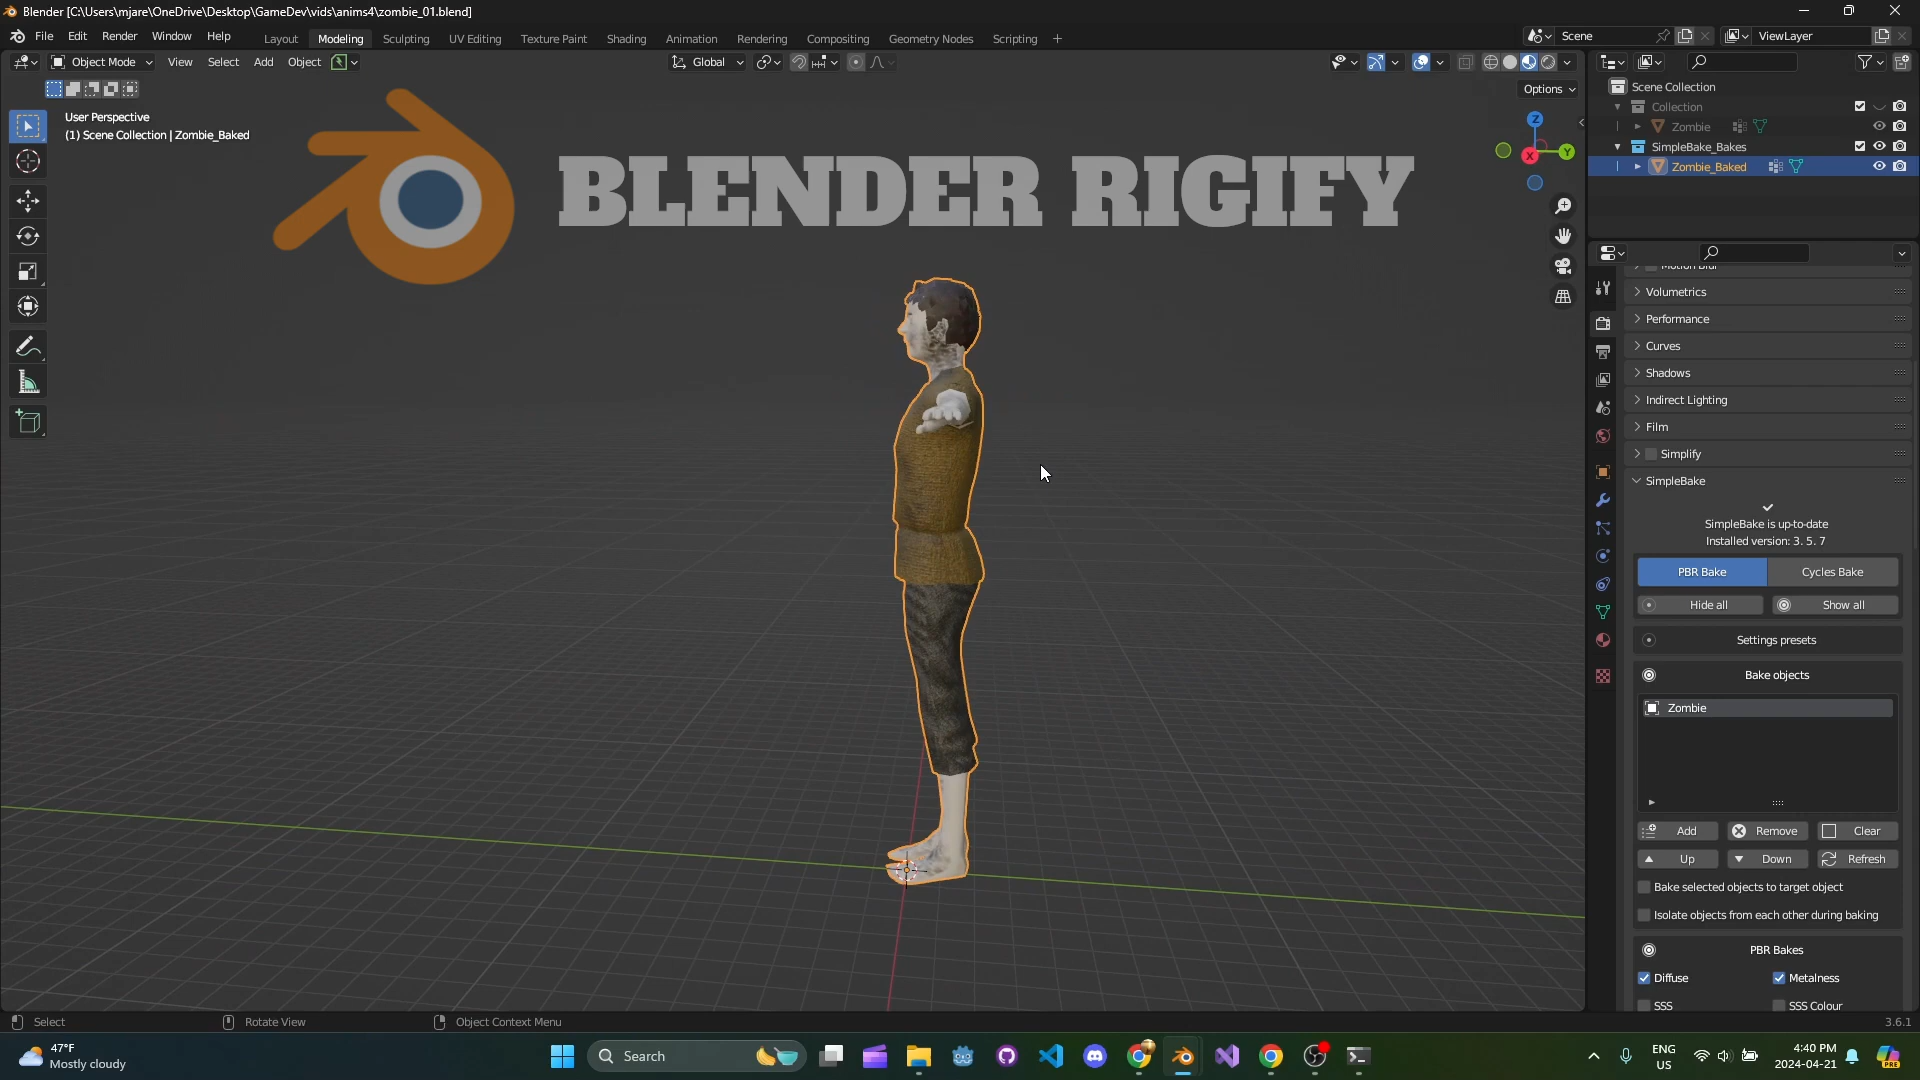 Blender [C:\Users\mjare\OneDrive\Desktop\GameDev\vids\anims4\zombie_01.blend]
File Edit Render Window Help Layout Modeling Sculpting UV Editing Texture Paint Shading Animation Rendering Compositing Geometry Nodes Scripting + Scene ViewLayer
Object Mode View Select Add Object Global
Options
User Perspective
(1) Scene Collection | Zombie_Baked
BLENDER RIGIFY
Z
Y
X
Scene Collection
Collection
Zombie
SimpleBake_Bakes
Zombie_Baked
Motion Blur
Volumetrics
Performance
Curves
Shadows
Indirect Lighting
Film
Simplify
SimpleBake
SimpleBake is up-to-date
Installed version: 3. 5. 7
PBR Bake Cycles Bake
Hide all Show all
Settings presets
Bake objects
Zombie
Add Remove Clear
Up Down Refresh
Bake selected objects to target object
Isolate objects from each other during baking
PBR Bakes
Diffuse Metalness
SSS SSS Colour
Select Rotate View Object Context Menu 3.6.1
47°F
Mostly cloudy
Search
ENG
US
4:40 PM
2024-04-21
PRE